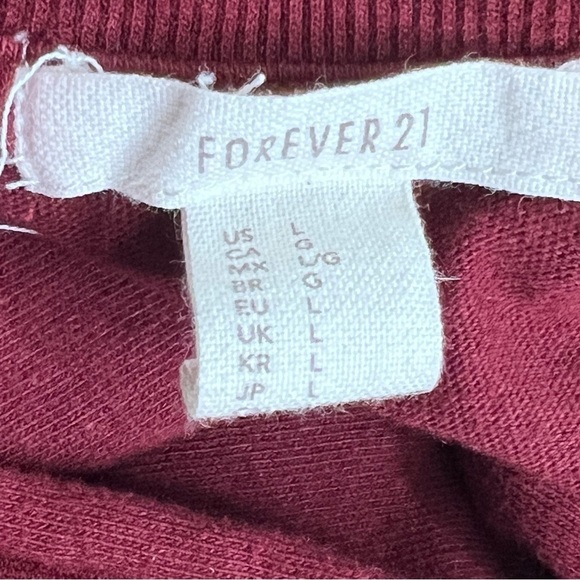 FOREVER 21
US L
CA G
MX L/G
BR G
EU L
UK L
KR L
JP L